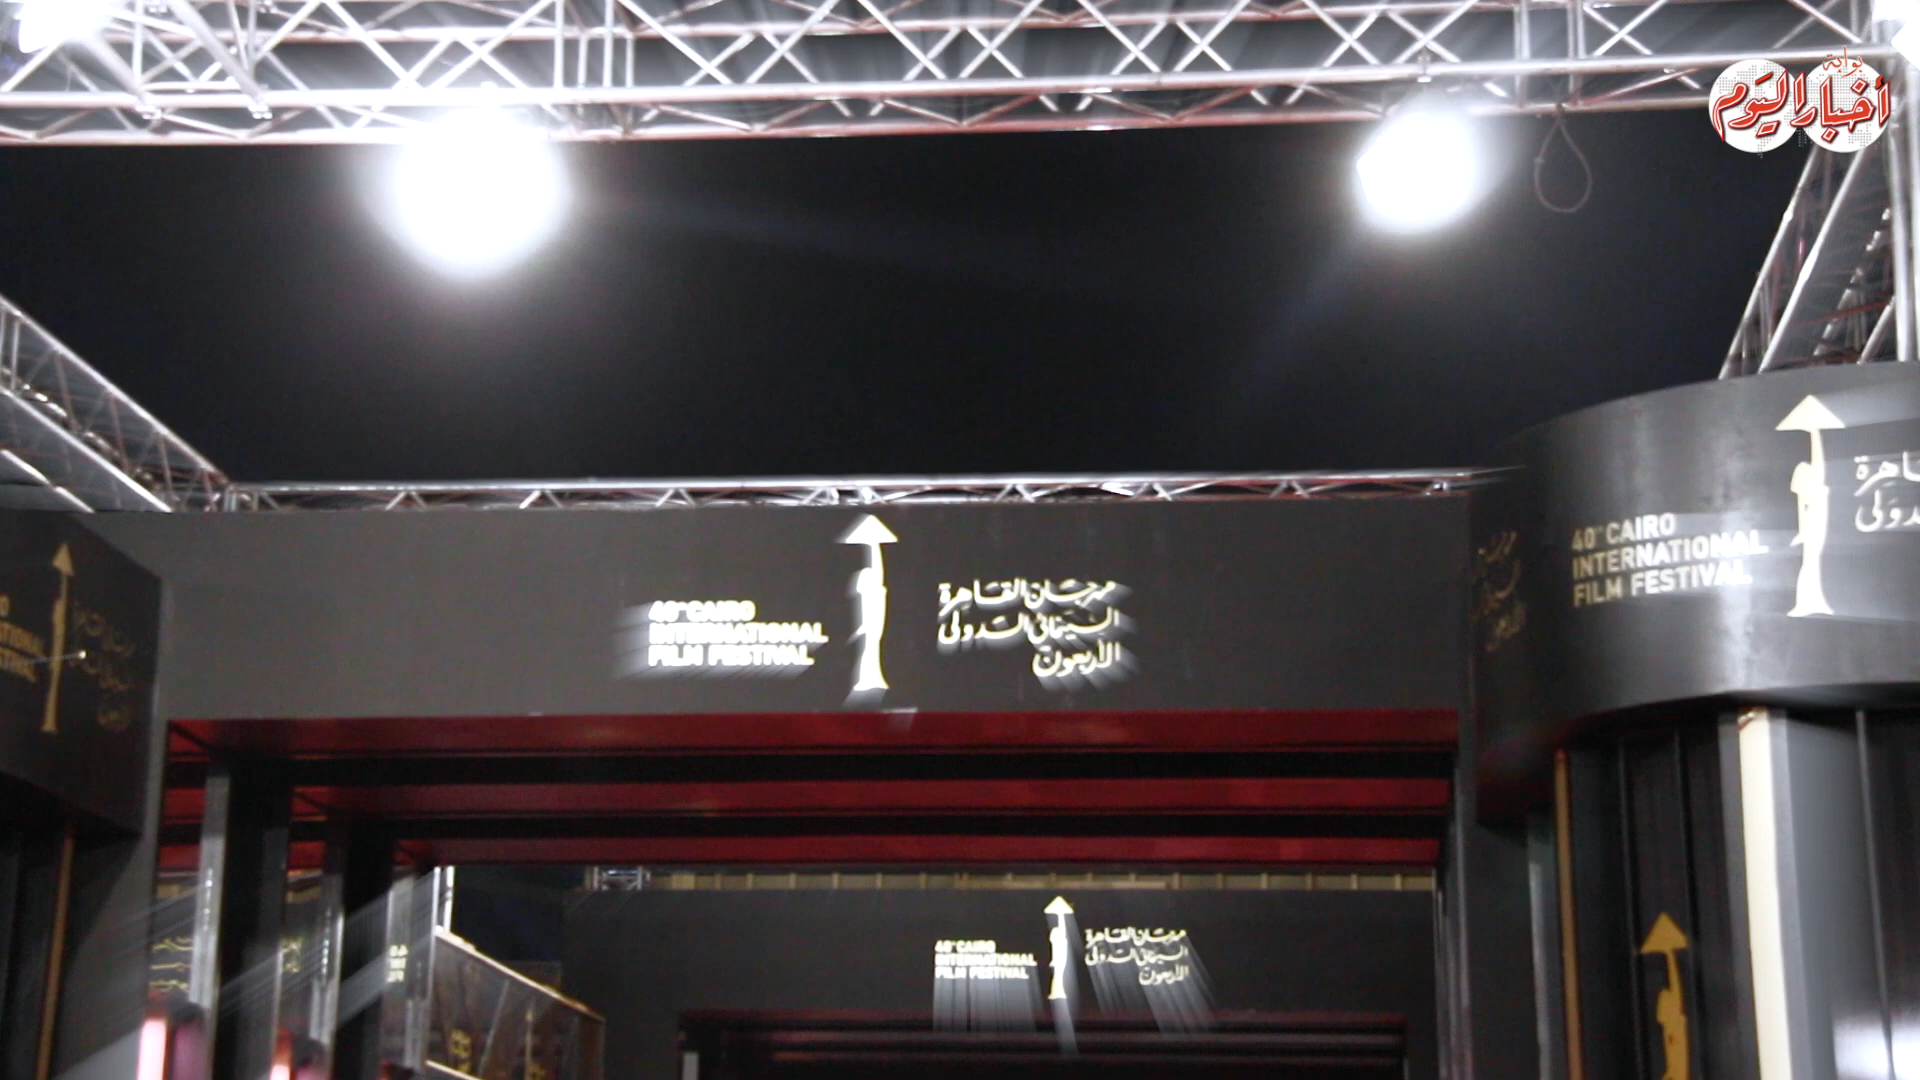 بوابة
أخبار اليوم
40TH CAIRO
INTERNATIONAL
FILM FESTIVAL
مهرجان القاهرة
السينمائي الدولي
الأربعون
40TH CAIRO
INTERNATIONAL
FILM FESTIVAL
القاهرة
الدولي
40TH CAIRO
INTERNATIONAL
FILM FESTIVAL
مهرجان القاهرة
السينمائي الدولي
الأربعون